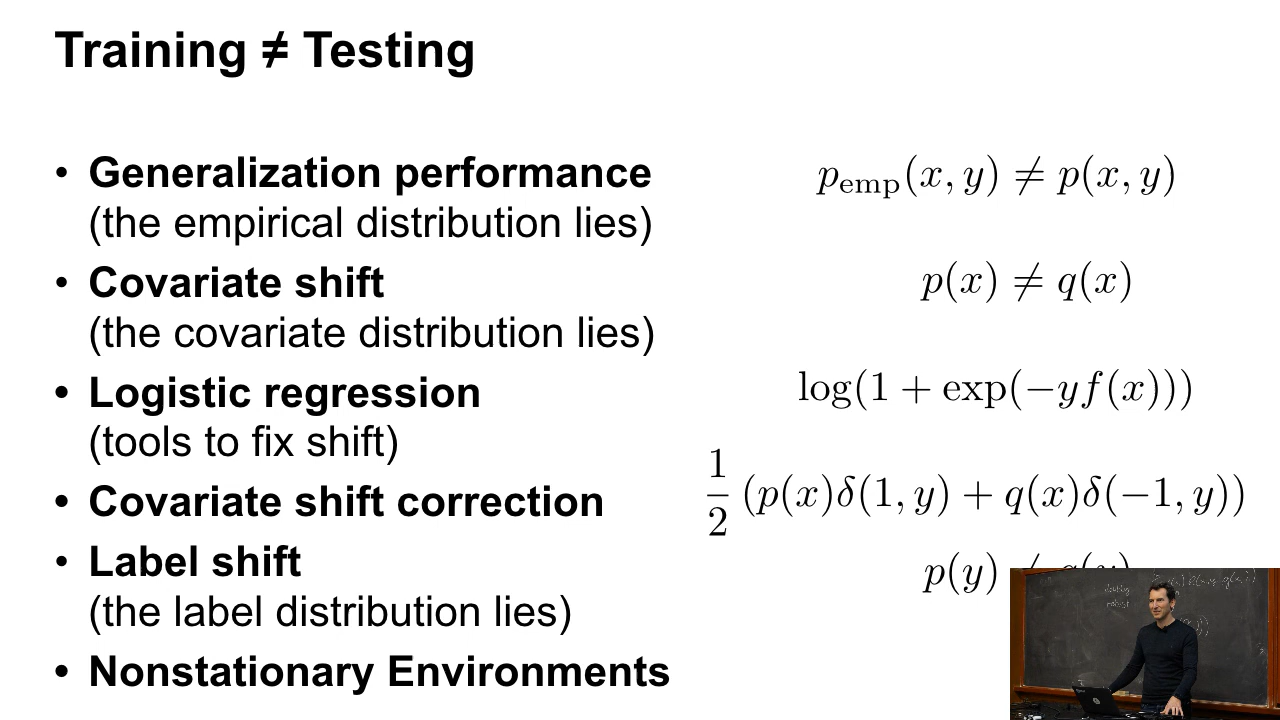 Training ≠ Testing
• Generalization performance
(the empirical distribution lies)
p_emp(x, y) ≠ p(x, y)
• Covariate shift
(the covariate distribution lies)
p(x) ≠ q(x)
• Logistic regression
(tools to fix shift)
log(1 + exp(−yf(x)))
• Covariate shift correction
1/2 (p(x)δ(1, y) + q(x)δ(−1, y))
• Label shift
(the label distribution lies)
p(y)
• Nonstationary Environments